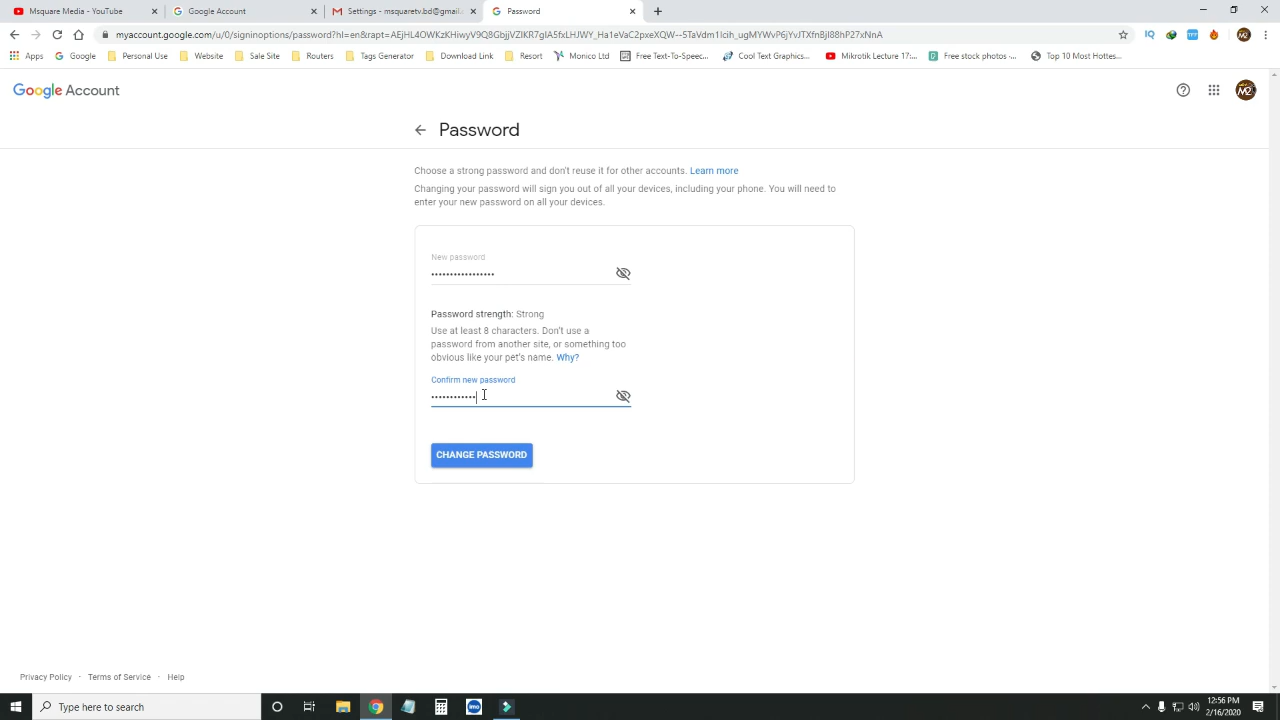 Msquare Media - YouTube
Google Account
Settings - msquaretv.bd@gmail.
Password
myaccount.google.com/u/0/signinoptions/password?hl=en&rapt=AEjHL4OWKzKHiwyV9Q8GbjjVZIKR7gIA5fxLHJWY_Ha1eVaC2pxeXQW--STaVdm1lcih_ugMYWvP6jYvJTXfnBjI88hP27xNnA
Apps
Google
Personal Use
Website
Sale Site
Routers
Tags Generator
Download Link
Resort
Monico Ltd
Free Text-To-Speec...
Cool Text Graphics...
Mikrotik Lecture 17:...
Free stock photos -...
Top 10 Most Hottes...
Google Account
Password
Choose a strong password and don't reuse it for other accounts. Learn more
Changing your password will sign you out of all your devices, including your phone. You will need to
enter your new password on all your devices.
New password
Password strength: Strong
Use at least 8 characters. Don't use a
password from another site, or something too
obvious like your pet's name. Why?
Confirm new password
CHANGE PASSWORD
Privacy Policy · Terms of Service · Help
Type here to search
12:56 PM
2/16/2020